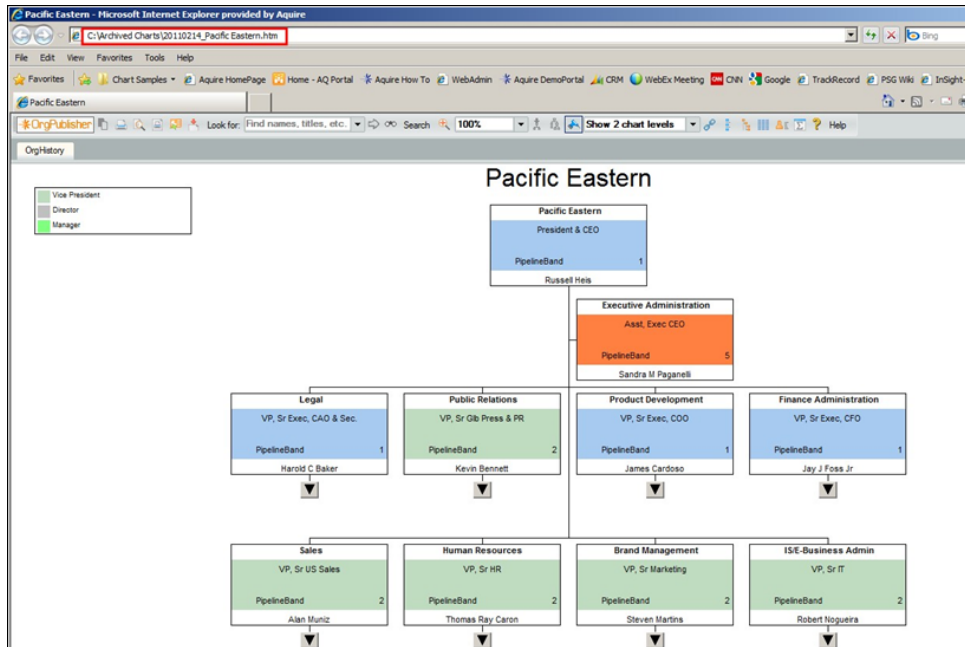 Pacific Eastern - Microsoft Internet Explorer provided by Aquire
C:\Archived Charts\20110214_Pacific Eastern.htm
Bing
File Edit View Favorites Tools Help
Favorites Chart Samples Aquire HomePage Home - AQ Portal Aquire How To WebAdmin Aquire DemoPortal CRM WebEx Meeting CNN Google TrackRecord PSG Wiki InSight-
Pacific Eastern
OrgPublisher Look for: Find names, titles, etc. Search 100% Show 2 chart levels Help
OrgHistory
Pacific Eastern
Vice President
Director
Manager
Pacific Eastern
President & CEO
PipelineBand 1
Russell Heis
Executive Administration
Asst, Exec CEO
PipelineBand 5
Sandra M Paganelli
Legal Public Relations Product Development Finance Administration
VP, Sr Exec, CAO & Sec. VP, Sr Glb Press & PR VP, Sr Exec, COO VP, Sr Exec, CFO
PipelineBand 1 PipelineBand 2 PipelineBand 1 PipelineBand 1
Harold C Baker Kevin Bennett James Cardoso Jay J Foss Jr
Sales Human Resources Brand Management IS/E-Business Admin
VP, Sr US Sales VP, Sr HR VP, Sr Marketing VP, Sr IT
PipelineBand 2 PipelineBand 2 PipelineBand 2 PipelineBand 2
Alan Muniz Thomas Ray Caron Steven Martins Robert Nogueira